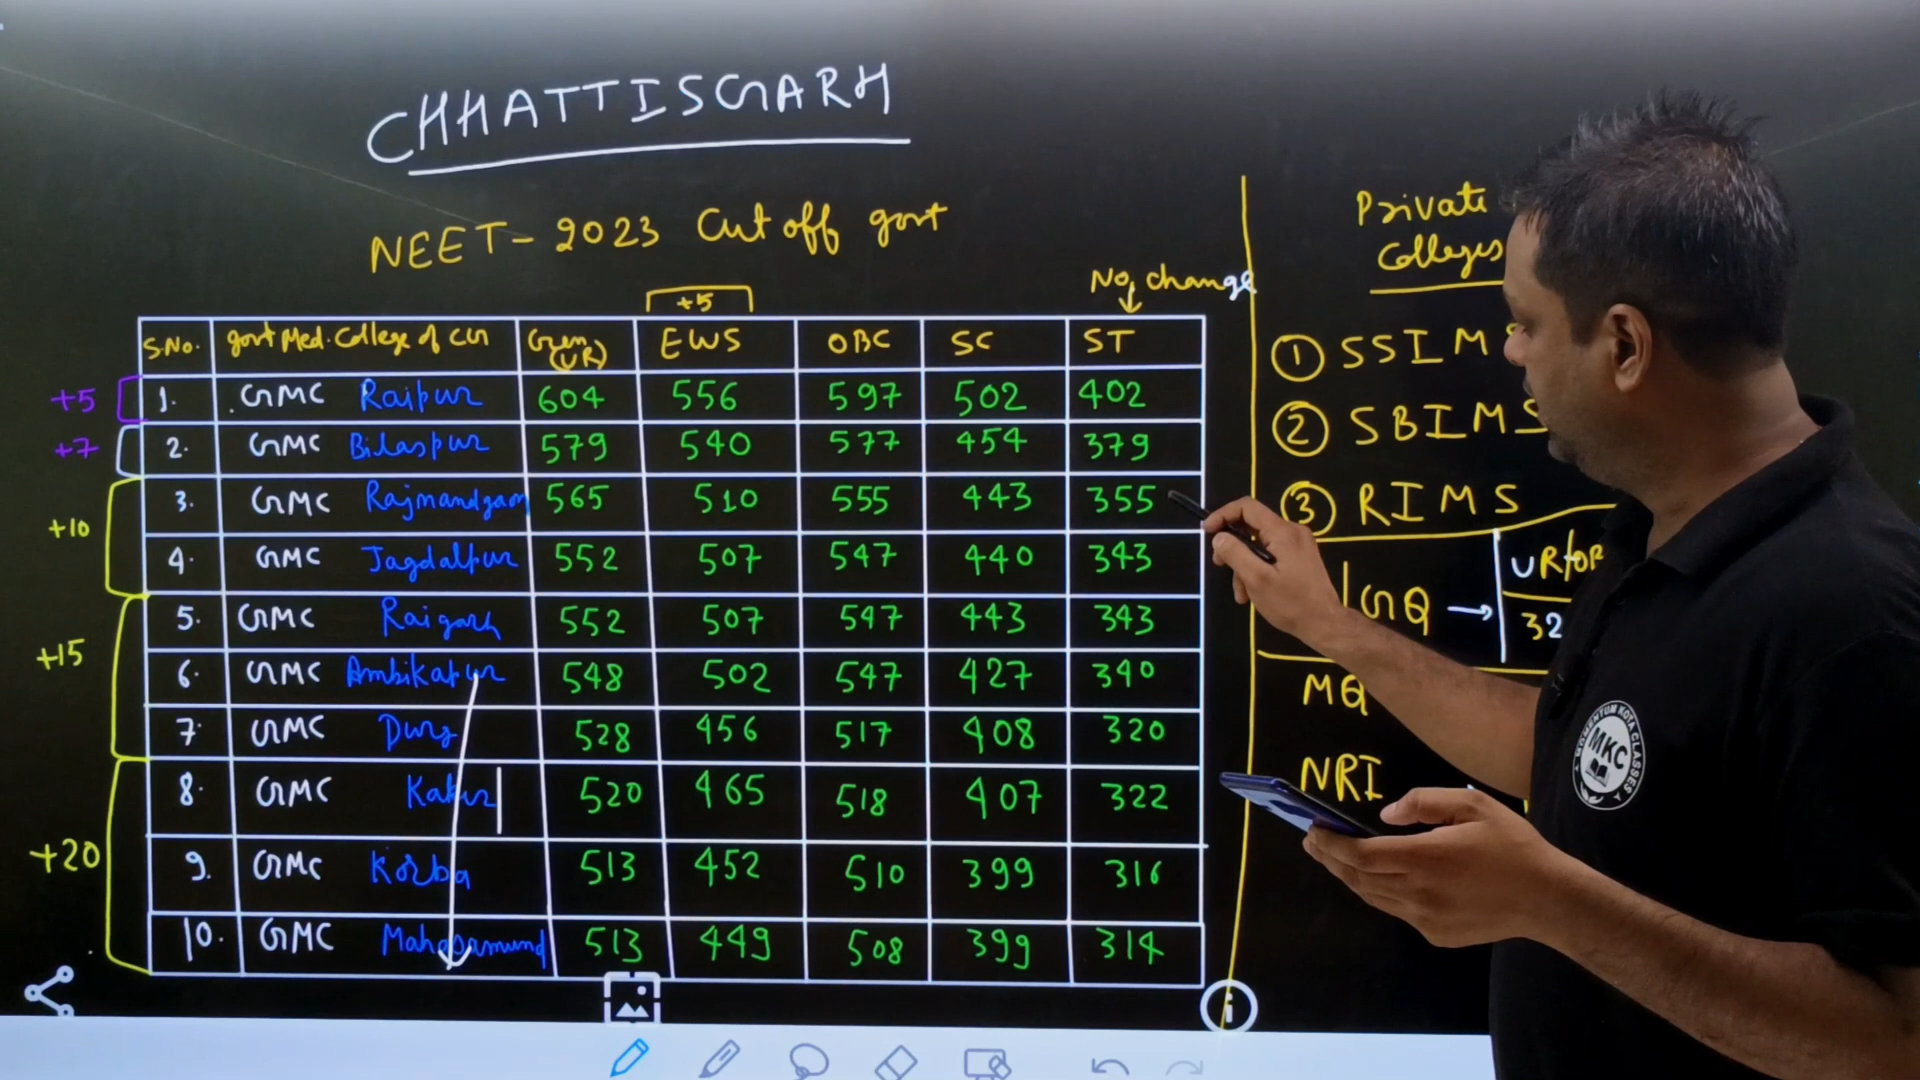 CHHATTISGARH
NEET-2023 Cut off govt
No change
+5
S.No. govt Med. College of CG Gen (UR) EWS OBC SC ST
+5 1. GMC Raipur 604 556 597 502 402
+7 2. GMC Bilaspur 579 540 577 454 379
+10 3. GMC Rajmandgaon 565 510 555 443 355
4. GMC Jagdalpur 552 507 547 440 343
+15 5. GMC Raigarh 552 507 547 443 343
6. GMC Ambikapur 548 502 547 427 340
7. GMC Durg 528 456 517 408 320
8. GMC 520 465 518 407 322
+20 9. GMC Korba 513 452 510 399 316
10. GMC Mahasamund 513 449 508 399 314
Private
Colleges
① SSIMS
② SBIMS
③ RIMS
GQ → UR/OB
32
MQ
NRI
MOMENTUM KOTA CLASSES
MKC